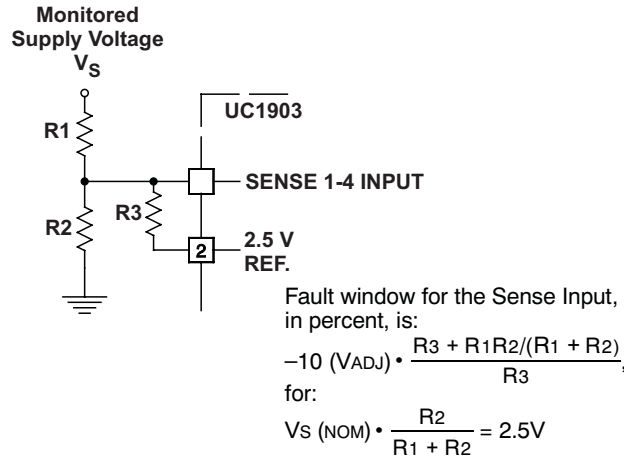 Monitored
Supply Voltage
VS
UC1903
R1
SENSE 1-4 INPUT
R2
R3
2
2.5 V
REF.
Fault window for the Sense Input,
in percent, is:
–10 (VADJ) • R3 + R1R2/(R1 + R2) / R3,
for:
VS (NOM) • R2 / R1 + R2 = 2.5V